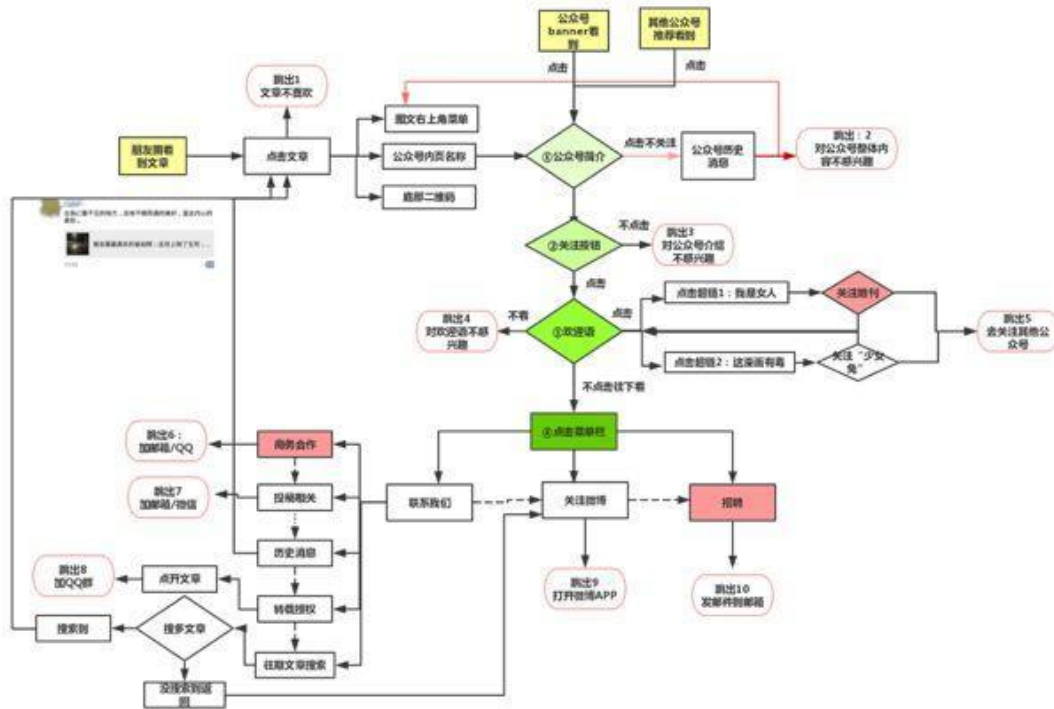 公众号
banner看
到
其他公众号
推荐看到
点击
点击
跳出1
文章不喜欢
图文右上角菜单
朋友圈看
到文章
点击文章
公众号内页名称
①公众号简介
点击不关注
公众号历史
消息
跳出：2
对公众号整体内
容不感兴趣
底部二维码
不点击
②关注按钮
跳出3
对公众号介绍
不感兴趣
点击
点击超链1：我是女人
跳出4
对欢迎语不感
兴趣
不看
欢迎语
点击
跳出5
去关注其他公
众号
点击超链2：这漫画有毒
关注“少女
兔”
不点击往下看
跳出6：
加邮箱/QQ
商务合作
④点击菜单栏
跳出7
加邮箱/微信
投稿相关
联系我们
关注微博
招聘
历史消息
跳出8
加QQ群
点开文章
转载授权
跳出9
打开微博APP
跳出10
发邮件到邮箱
搜索到
搜多文章
往期文章搜索
没搜索到返
回